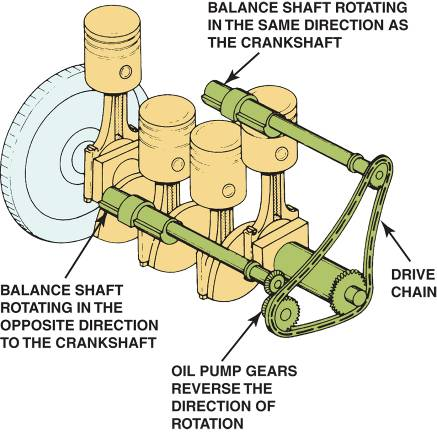 BALANCE SHAFT ROTATING
IN THE SAME DIRECTION AS
THE CRANKSHAFT
DRIVE
CHAIN
BALANCE SHAFT
ROTATING IN THE
OPPOSITE DIRECTION
TO THE CRANKSHAFT
OIL PUMP GEARS
REVERSE THE
DIRECTION OF
ROTATION